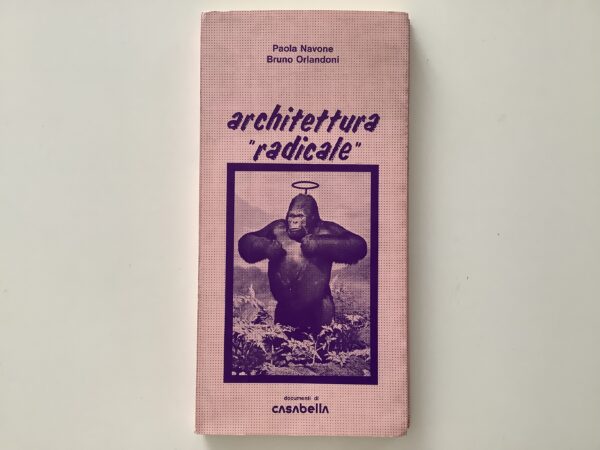 Paola Navone
Bruno Orlandoni
architettura
"radicale"
documenti di
casabella